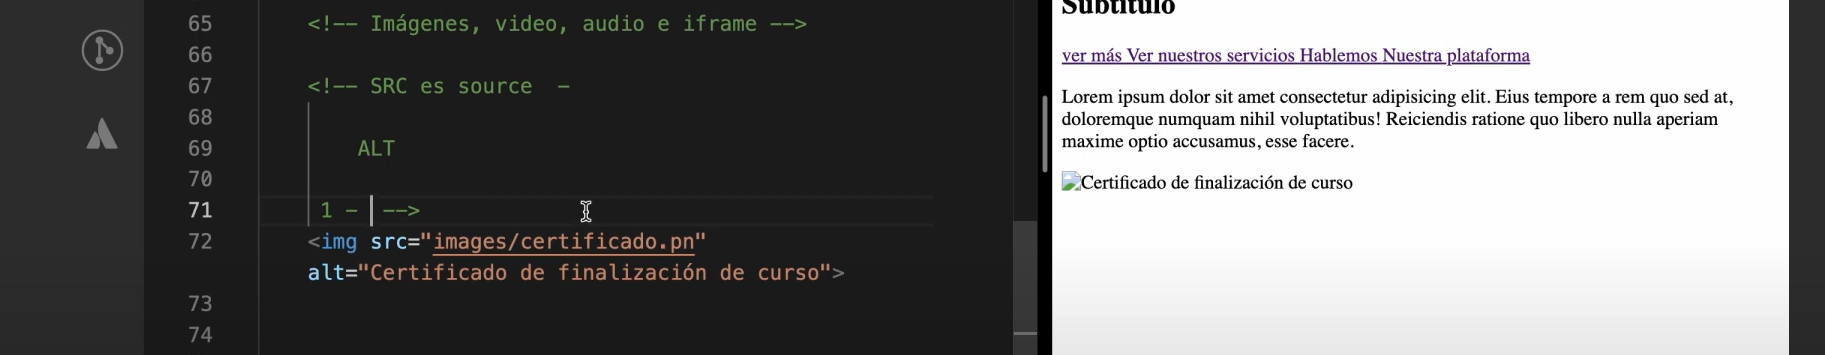 65 <!-- Imágenes, video, audio e iframe -->
66
67 <!-- SRC es source  -
68
69 ALT
70
71 1 -  -->
72 <img src="images/certificado.pn"
alt="Certificado de finalización de curso">
73
74
Subtítulo
ver más Ver nuestros servicios Hablemos Nuestra plataforma
Lorem ipsum dolor sit amet consectetur adipisicing elit. Eius tempore a rem quo sed at,
doloremque numquam nihil voluptatibus! Reiciendis ratione quo libero nulla aperiam
maxime optio accusamus, esse facere.
Certificado de finalización de curso